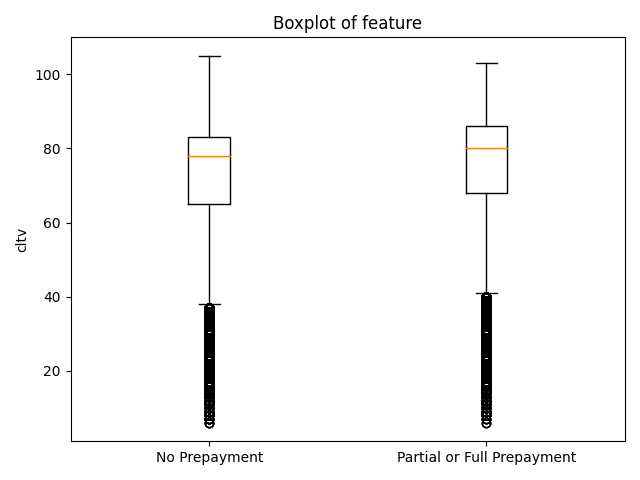 Boxplot of feature
100
80
60
40
20
cltv
No Prepayment
Partial or Full Prepayment